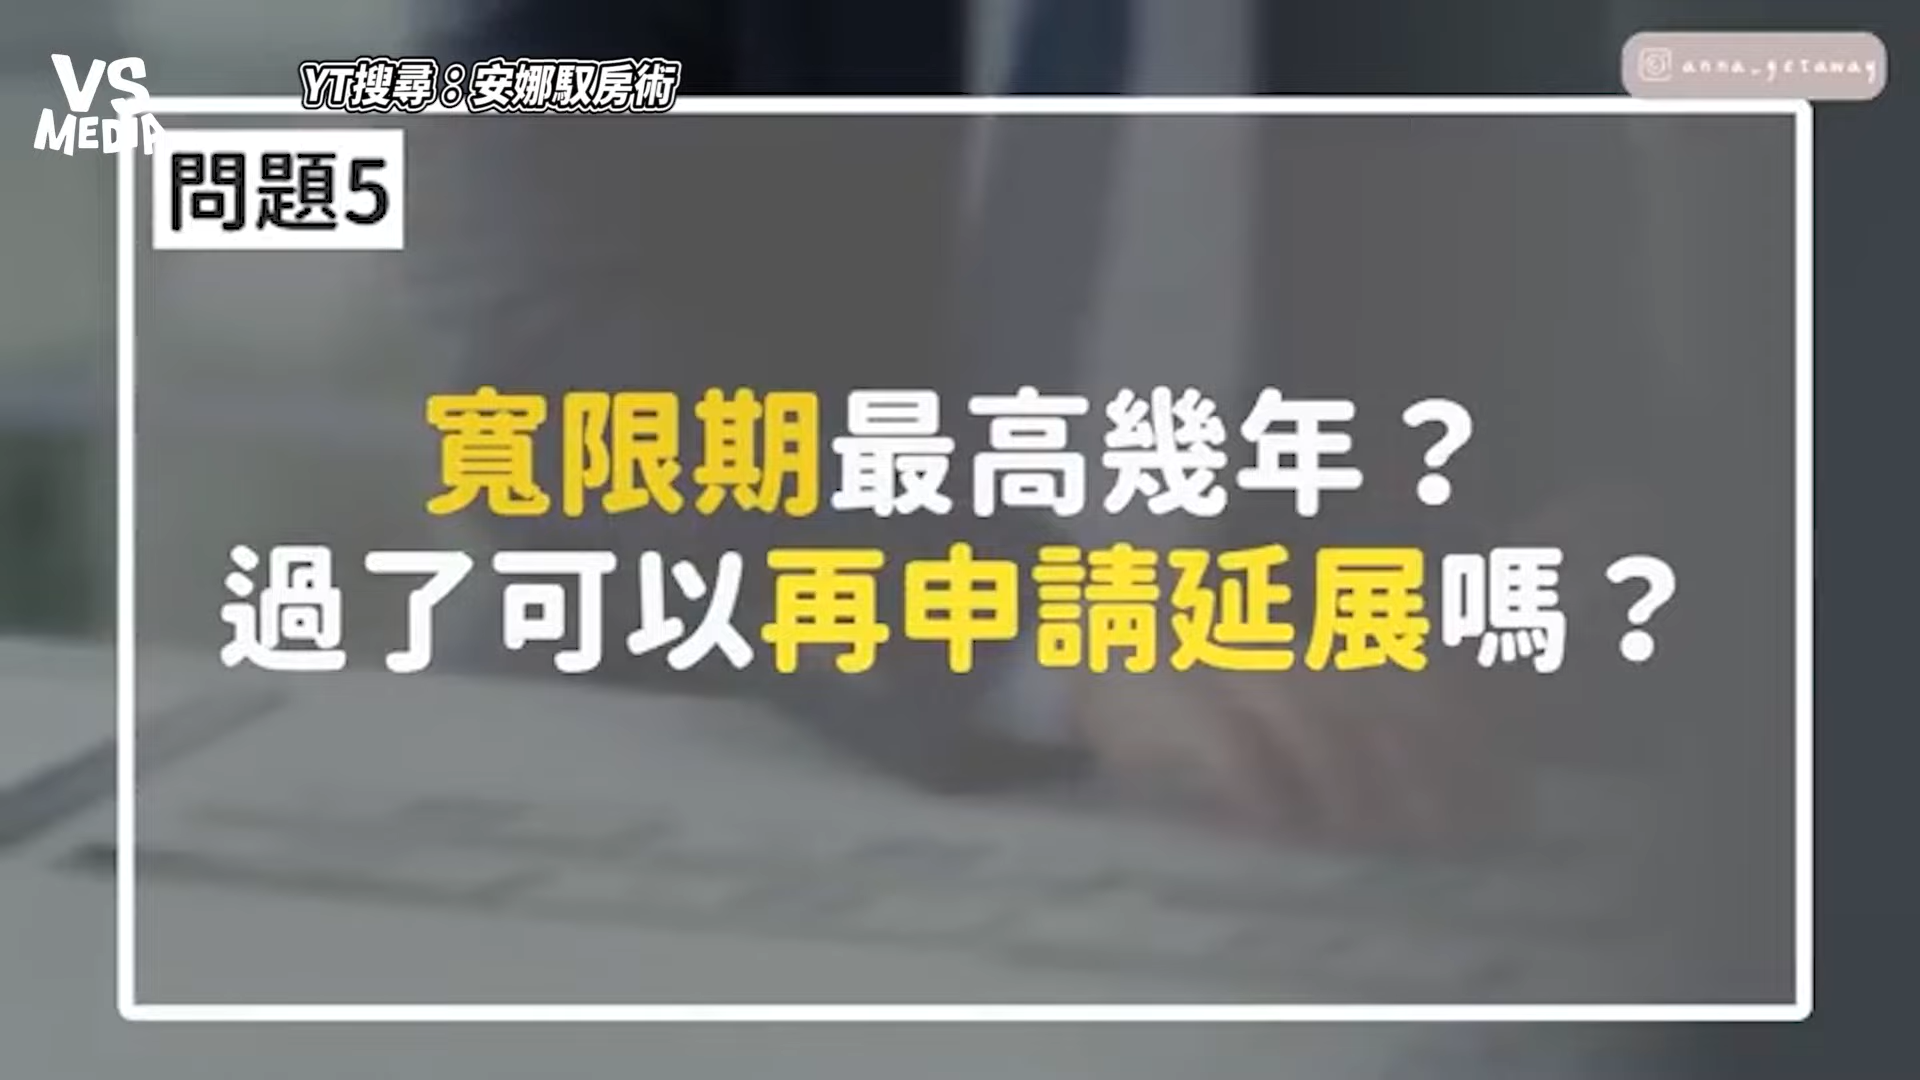 VS
MEDIA
YT搜尋：安娜馭房術
anna_getaway
問題5
寬限期最高幾年？
過了可以再申請延展嗎？